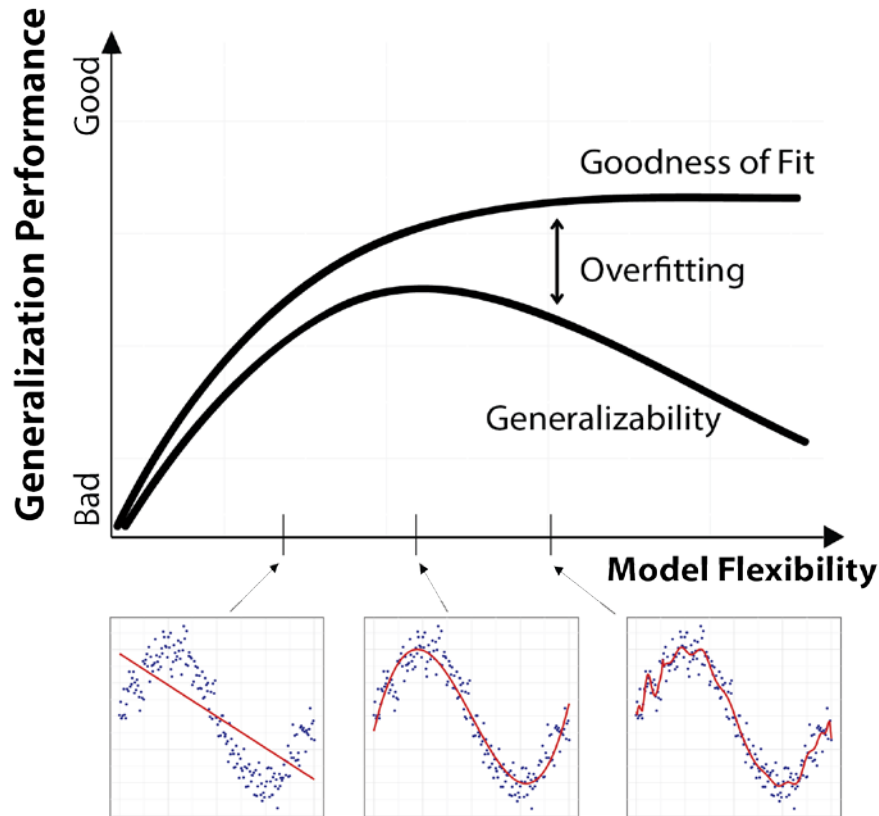 Generalization Performance
Good
Bad
Goodness of Fit
Overfitting
Generalizability
Model Flexibility